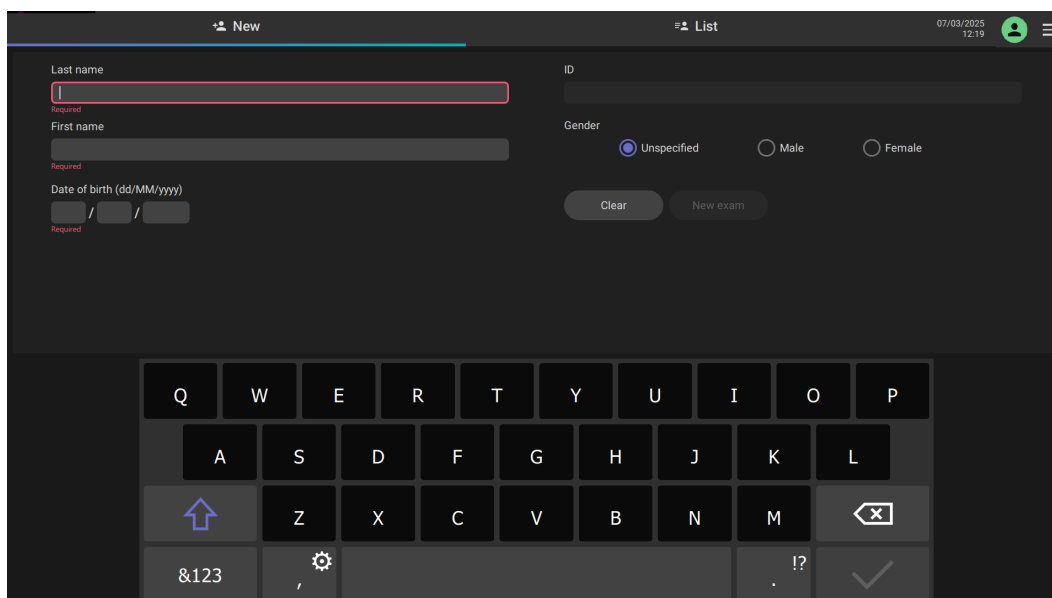 New
List
07/03/2025
12:19
Last name
Required
First name
Required
Date of birth (dd/MM/yyyy)
/ /
Required
ID
Gender
Unspecified Male Female
Clear New exam
Q W E R T Y U I O P
A S D F G H J K L
Z X C V B N M
&123 , . !?